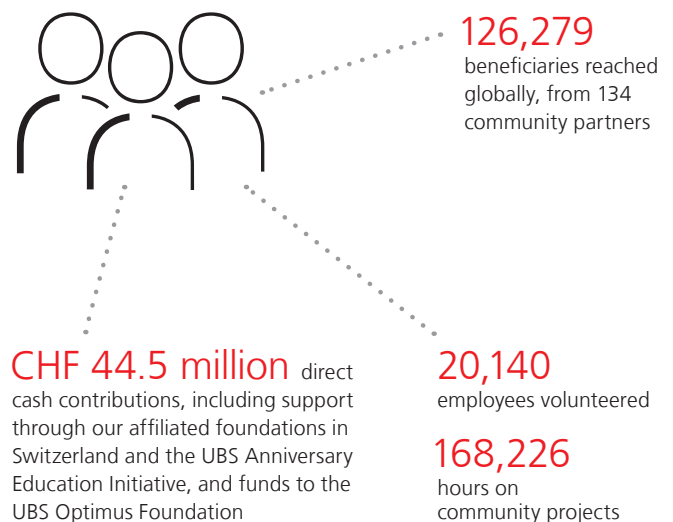 126,279
beneficiaries reached
globally, from 134
community partners
CHF 44.5 million direct
cash contributions, including support
through our affiliated foundations in
Switzerland and the UBS Anniversary
Education Initiative, and funds to the
UBS Optimus Foundation
20,140
employees volunteered
168,226
hours on
community projects